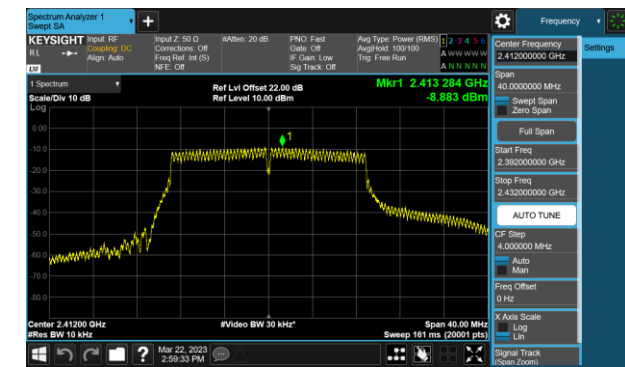 Spectrum Analyzer 1
Swept SA
Frequency
KEYSIGHT
Input: RF
Input Z: 50 Ω
#Atten: 20 dB
PNO: Fast
Avg Type: Power (RMS)
1 2 3 4 5 6
RL
Coupling: DC
Corrections: Off
Gate: Off
Avg|Hold: 100/100
A W W W W W
Align: Auto
Freq Ref: Int (S)
IF Gain: Low
Trig: Free Run
NFE: Off
Sig Track: Off
A N N N N N
LXI
1 Spectrum
Scale/Div 10 dB
Log
Ref Lvl Offset 22.00 dB
Ref Level 10.00 dBm
Mkr1 2.413 284 GHz
-8.883 dBm
1
0.00
-10.0
-20.0
-30.0
-40.0
-50.0
-60.0
-70.0
-80.0
Center 2.41200 GHz
#Video BW 30 kHz*
Span 40.00 MHz
#Res BW 10 kHz
Sweep 161 ms (20001 pts)
?
Mar 22, 2023
2:59:33 PM
Center Frequency
2.412000000 GHz
Settings
Span
40.0000000 MHz
Swept Span
Zero Span
Full Span
Start Freq
2.392000000 GHz
Stop Freq
2.432000000 GHz
AUTO TUNE
CF Step
4.000000 MHz
Auto
Man
Freq Offset
0 Hz
X Axis Scale
Log
Lin
Signal Track
(Span Zoom)